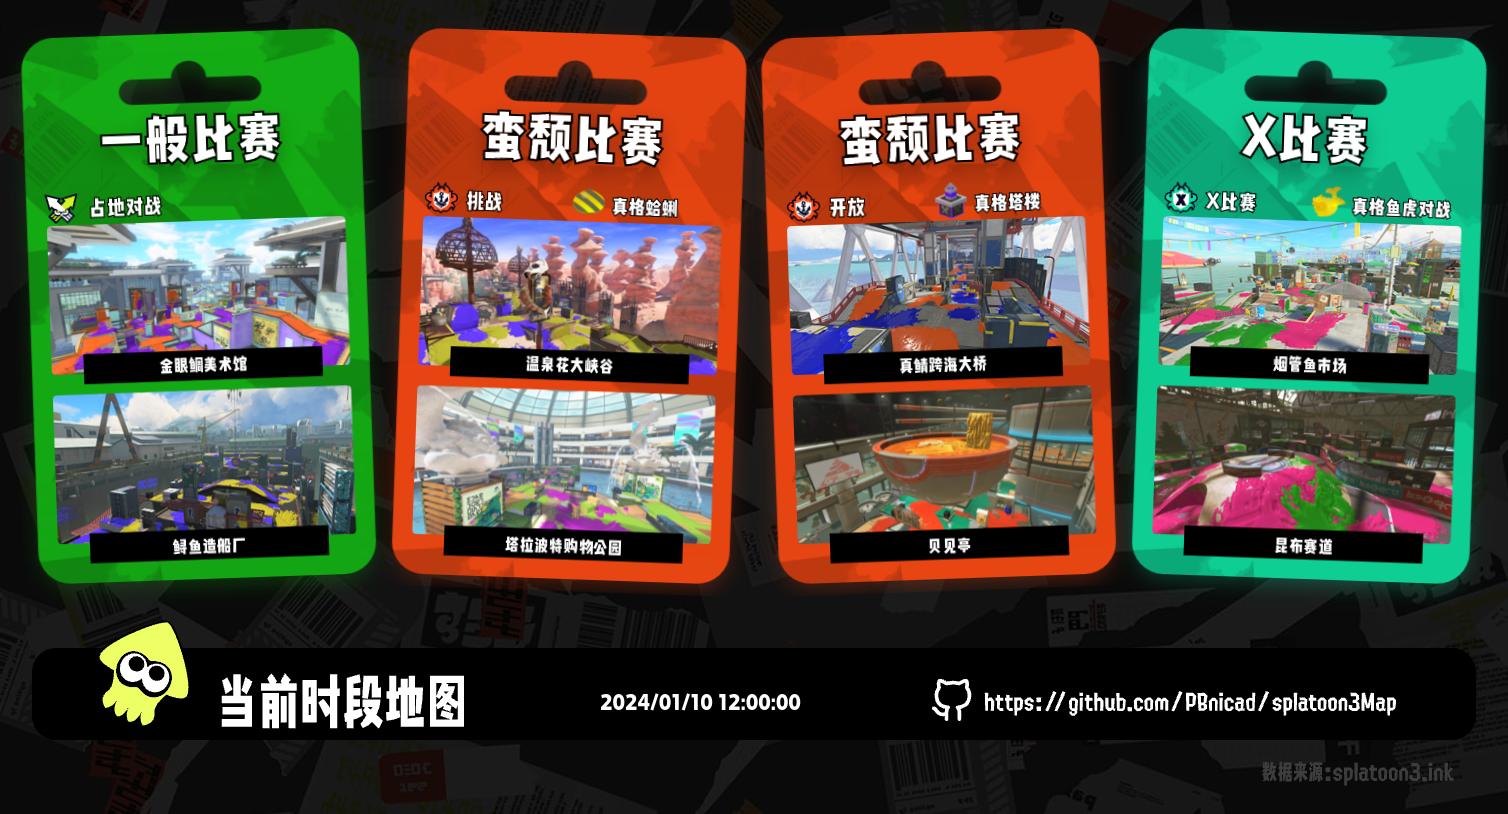 一般比赛
占地对战
金眼鲷美术馆
鲟鱼造船厂
蛮颓比赛
挑战
真格蛤蜊
温泉花大峡谷
塔拉波特购物公园
蛮颓比赛
开放
真格塔楼
真鲭跨海大桥
贝见亭
X比赛
X比赛
真格鱼虎对战
烟管鱼市场
昆布赛道
当前时段地图
2024/01/10 12:00:00
https://github.com/PBnicad/splatoon3Map
数据来源:splatoon3.ink